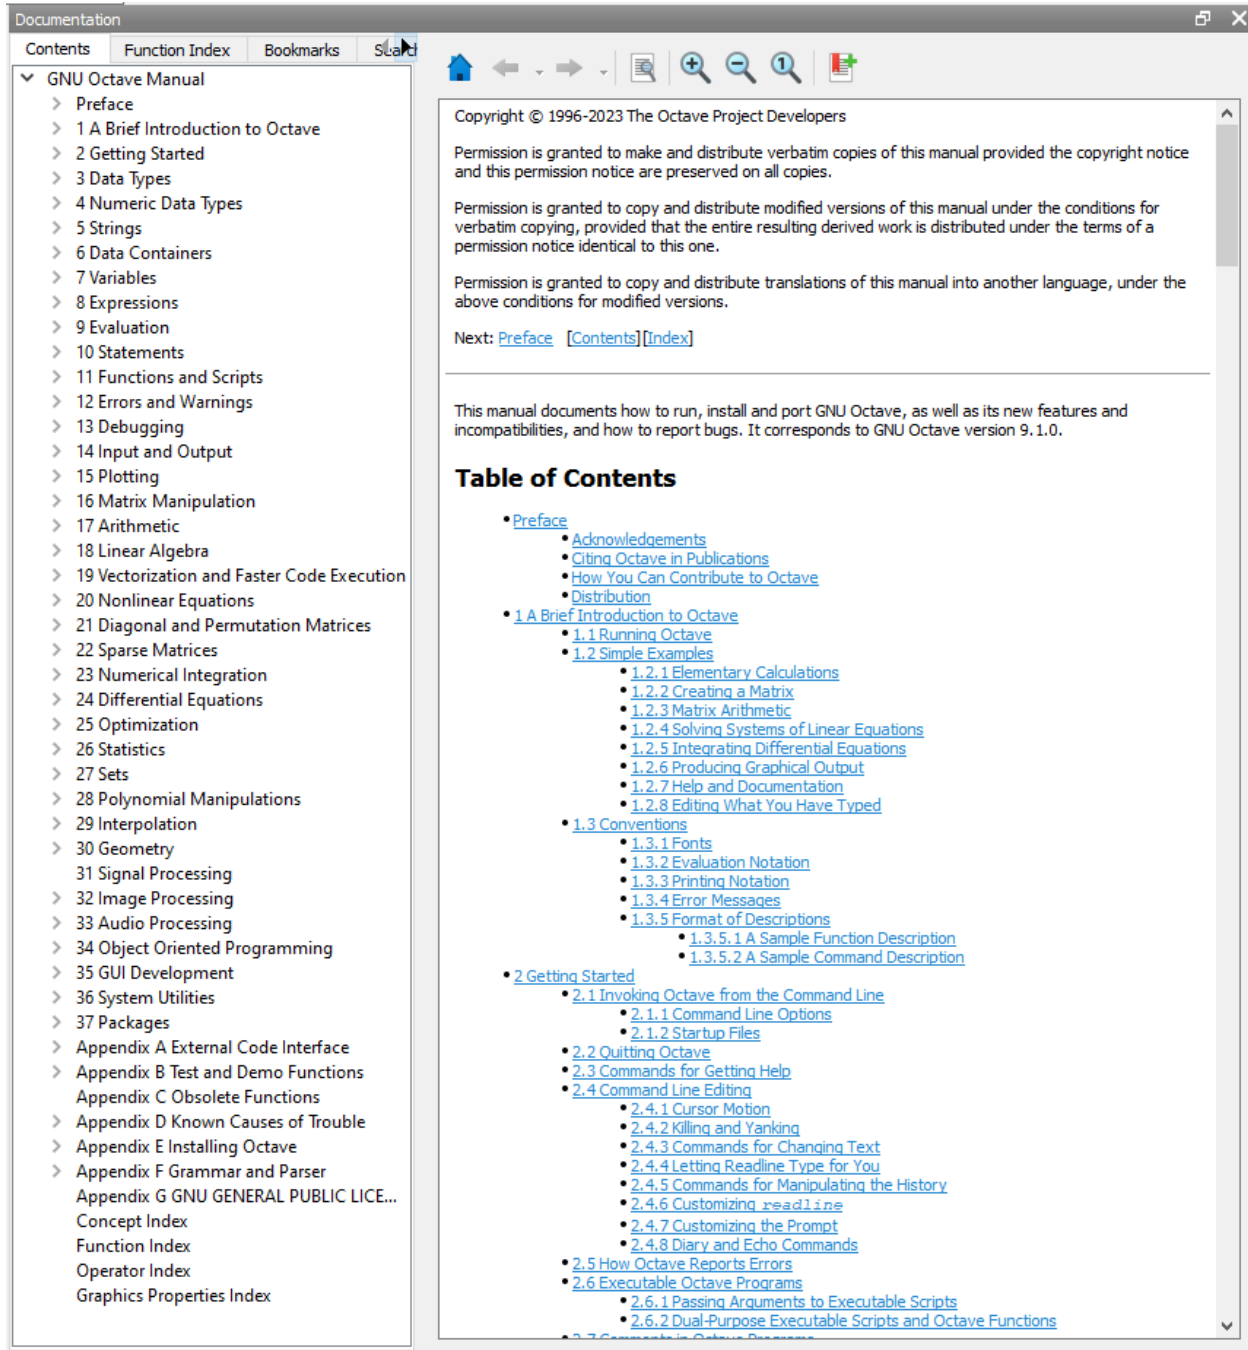 Documentation
Contents
Function Index
Bookmarks
GNU Octave Manual
Preface
1 A Brief Introduction to Octave
2 Getting Started
3 Data Types
4 Numeric Data Types
5 Strings
6 Data Containers
7 Variables
8 Expressions
9 Evaluation
10 Statements
11 Functions and Scripts
12 Errors and Warnings
13 Debugging
14 Input and Output
15 Plotting
16 Matrix Manipulation
17 Arithmetic
18 Linear Algebra
19 Vectorization and Faster Code Execution
20 Nonlinear Equations
21 Diagonal and Permutation Matrices
22 Sparse Matrices
23 Numerical Integration
24 Differential Equations
25 Optimization
26 Statistics
27 Sets
28 Polynomial Manipulations
29 Interpolation
30 Geometry
31 Signal Processing
32 Image Processing
33 Audio Processing
34 Object Oriented Programming
35 GUI Development
36 System Utilities
37 Packages
Appendix A External Code Interface
Appendix B Test and Demo Functions
Appendix C Obsolete Functions
Appendix D Known Causes of Trouble
Appendix E Installing Octave
Appendix F Grammar and Parser
Appendix G GNU GENERAL PUBLIC LICE...
Concept Index
Function Index
Operator Index
Graphics Properties Index
Copyright © 1996-2023 The Octave Project Developers
Permission is granted to make and distribute verbatim copies of this manual provided the copyright notice
and this permission notice are preserved on all copies.
Permission is granted to copy and distribute modified versions of this manual under the conditions for
verbatim copying, provided that the entire resulting derived work is distributed under the terms of a
permission notice identical to this one.
Permission is granted to copy and distribute translations of this manual into another language, under the
above conditions for modified versions.
Next: Preface [Contents][Index]
This manual documents how to run, install and port GNU Octave, as well as its new features and
incompatibilities, and how to report bugs. It corresponds to GNU Octave version 9.1.0.
Table of Contents
• Preface
• Acknowledgements
• Citing Octave in Publications
• How You Can Contribute to Octave
• Distribution
• 1 A Brief Introduction to Octave
• 1.1 Running Octave
• 1.2 Simple Examples
• 1.2.1 Elementary Calculations
• 1.2.2 Creating a Matrix
• 1.2.3 Matrix Arithmetic
• 1.2.4 Solving Systems of Linear Equations
• 1.2.5 Integrating Differential Equations
• 1.2.6 Producing Graphical Output
• 1.2.7 Help and Documentation
• 1.2.8 Editing What You Have Typed
• 1.3 Conventions
• 1.3.1 Fonts
• 1.3.2 Evaluation Notation
• 1.3.3 Printing Notation
• 1.3.4 Error Messages
• 1.3.5 Format of Descriptions
• 1.3.5.1 A Sample Function Description
• 1.3.5.2 A Sample Command Description
• 2 Getting Started
• 2.1 Invoking Octave from the Command Line
• 2.1.1 Command Line Options
• 2.1.2 Startup Files
• 2.2 Quitting Octave
• 2.3 Commands for Getting Help
• 2.4 Command Line Editing
• 2.4.1 Cursor Motion
• 2.4.2 Killing and Yanking
• 2.4.3 Commands for Changing Text
• 2.4.4 Letting Readline Type for You
• 2.4.5 Commands for Manipulating the History
• 2.4.6 Customizing readline
• 2.4.7 Customizing the Prompt
• 2.4.8 Diary and Echo Commands
• 2.5 How Octave Reports Errors
• 2.6 Executable Octave Programs
• 2.6.1 Passing Arguments to Executable Scripts
• 2.6.2 Dual-Purpose Executable Scripts and Octave Functions
• 2.7 Comments in Octave Programs